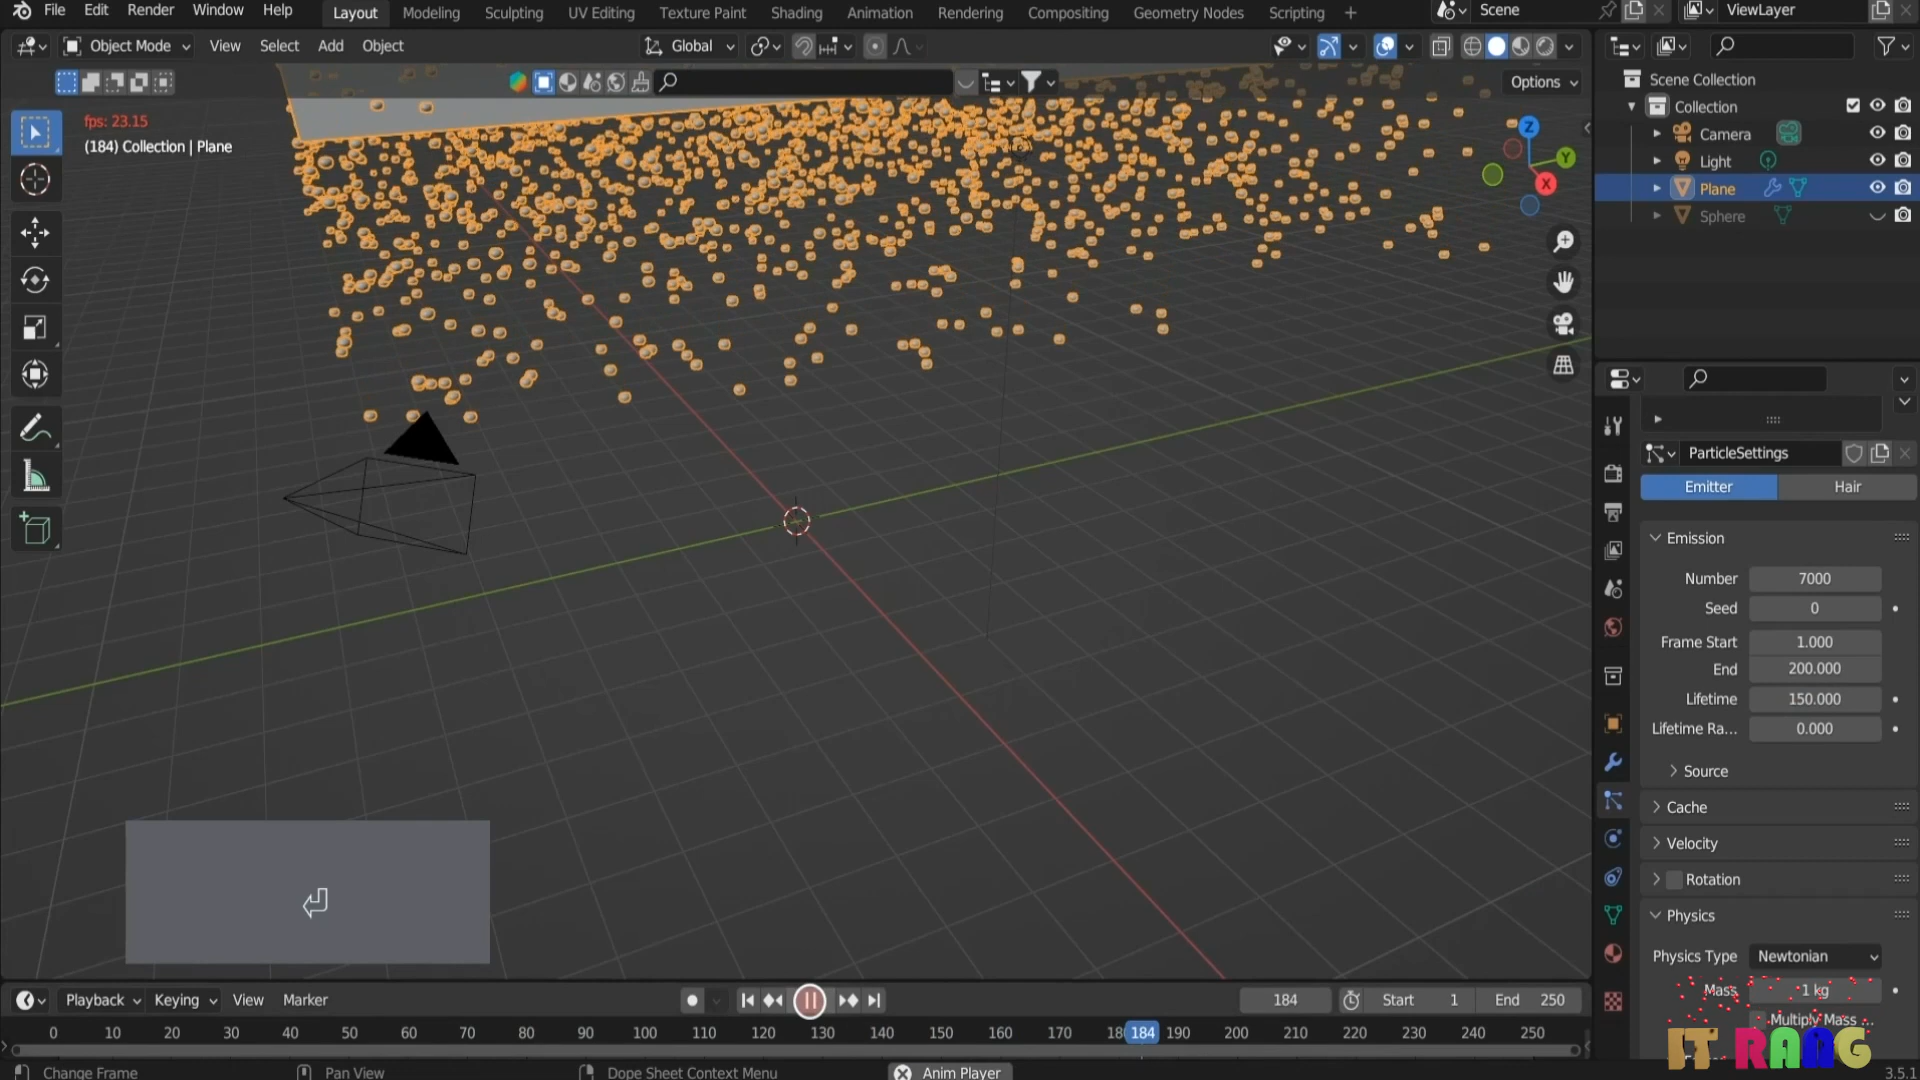 File Edit Render Window Help Layout Modeling Sculpting UV Editing Texture Paint Shading Animation Rendering Compositing Geometry Nodes Scripting + Scene ViewLayer
Object Mode View Select Add Object Global
Options
fps: 23.15
(184) Collection | Plane
Z
Y
X
Scene Collection
Collection
Camera
Light
Plane
Sphere
ParticleSettings
Emitter Hair
Emission
Number 7000
Seed 0
Frame Start 1.000
End 200.000
Lifetime 150.000
Lifetime Ra... 0.000
Source
Cache
Velocity
Rotation
Physics
Physics Type Newtonian
Mass 1 kg
Multiply Mass ...
IT RANG
Playback Keying View Marker 184 Start 1 End 250
0 10 20 30 40 50 60 70 80 90 100 110 120 130 140 150 160 170 18 184 190 200 210 220 230 240 250
Change Frame Pan View Dope Sheet Context Menu Anim Player 3.5.1